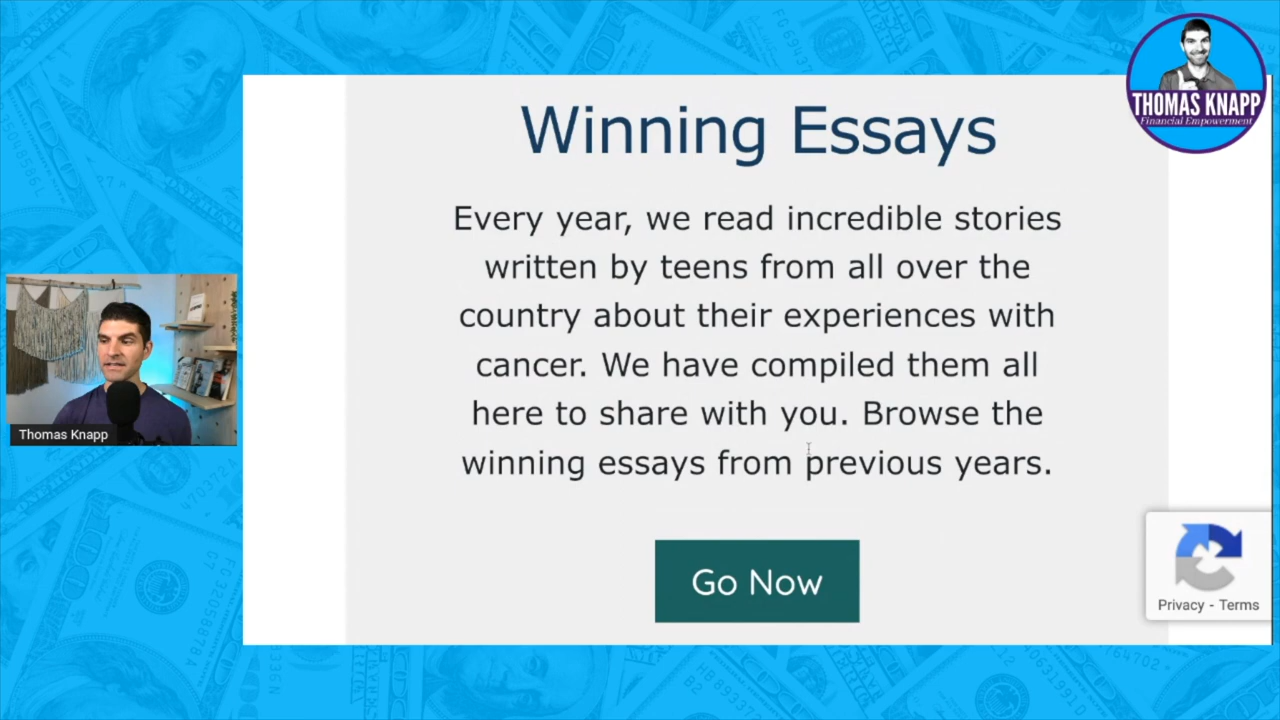 THOMAS KNAPP
Financial Empowerment
Winning Essays
Every year, we read incredible stories
written by teens from all over the
country about their experiences with
cancer. We have compiled them all
here to share with you. Browse the
winning essays from previous years.
Go Now
Thomas Knapp
Privacy - Terms